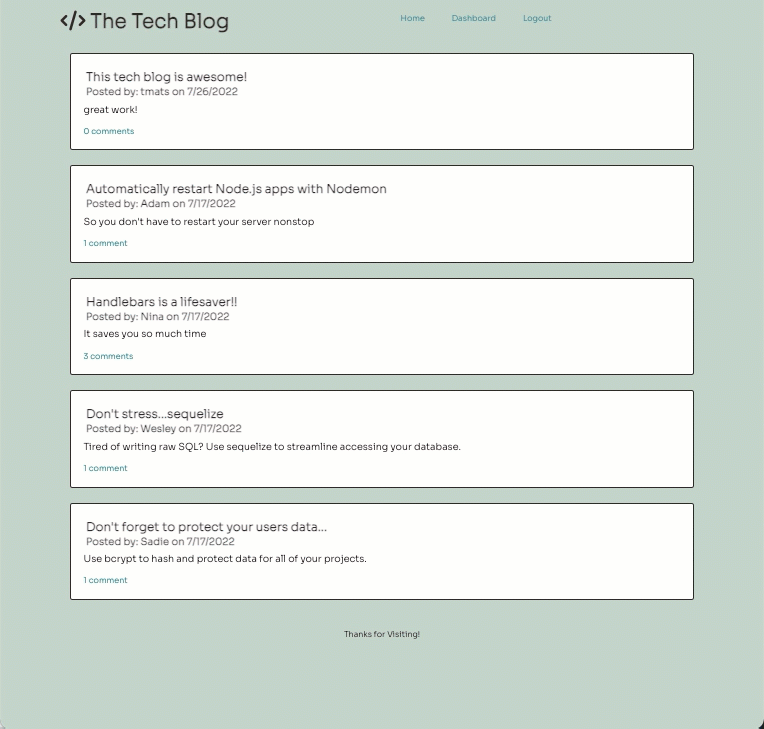 </> The Tech Blog
Home Dashboard Logout
This tech blog is awesome!
Posted by: tmats on 7/26/2022
great work!
0 comments
Automatically restart Node.js apps with Nodemon
Posted by: Adam on 7/17/2022
So you don't have to restart your server nonstop
1 comment
Handlebars is a lifesaver!!
Posted by: Nina on 7/17/2022
It saves you so much time
3 comments
Don't stress...sequelize
Posted by: Wesley on 7/17/2022
Tired of writing raw SQL? Use sequelize to streamline accessing your database.
1 comment
Don't forget to protect your users data...
Posted by: Sadie on 7/17/2022
Use bcrypt to hash and protect data for all of your projects.
1 comment
Thanks for Visiting!